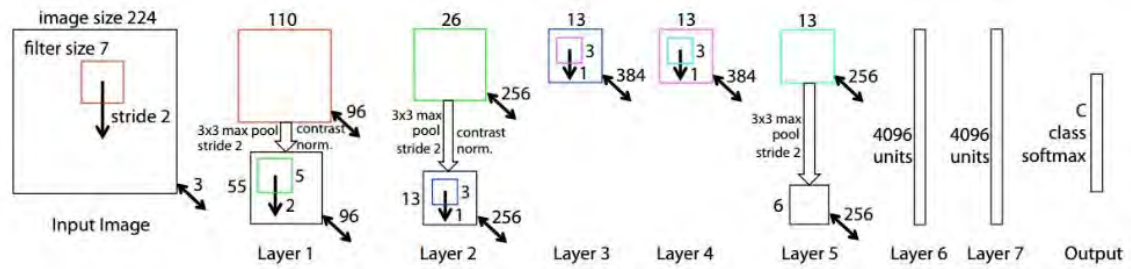 image size 224
filter size 7
stride 2
3
Input Image
110
96
3x3 max pool
stride 2
contrast
norm.
55
5
2
96
Layer 1
26
256
3x3 max
pool
stride 2
contrast
norm.
13
3
1
256
Layer 2
13
3
1
384
Layer 3
13
3
1
384
Layer 4
13
256
3x3 max
pool
stride 2
6
256
Layer 5
4096
units
Layer 6
4096
units
Layer 7
C
class
softmax
Output